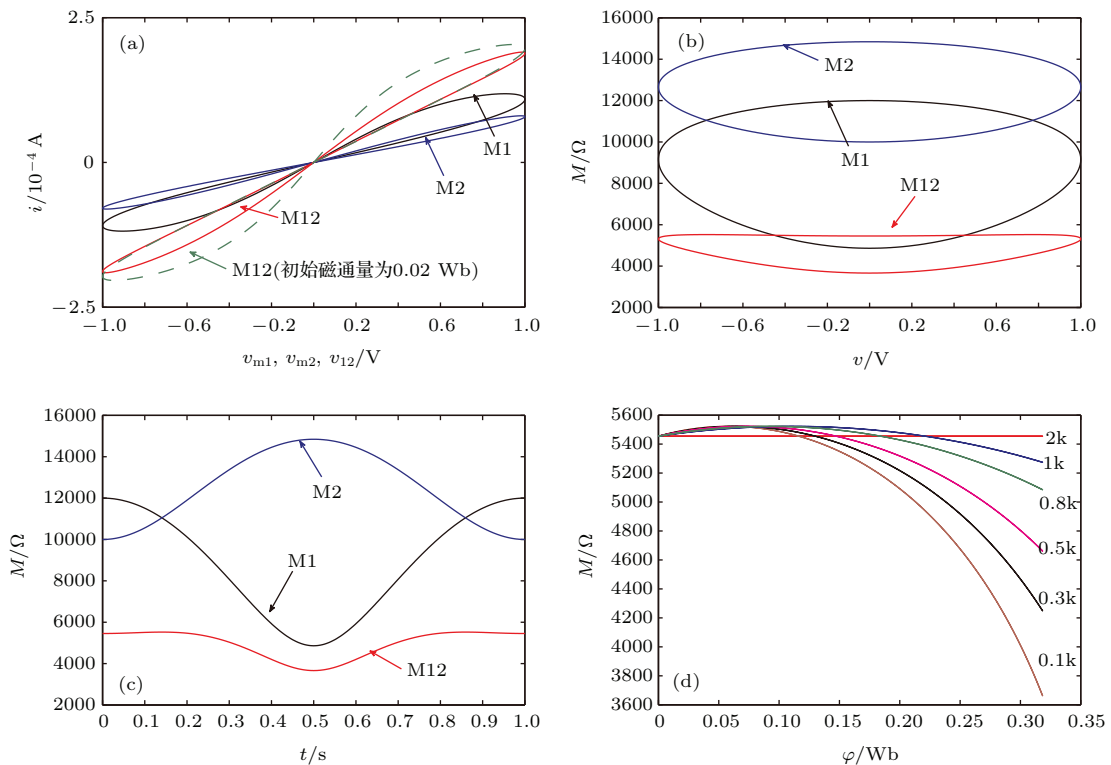 2.5
0
−2.5
i/10⁻⁴ A
(a)
M1
M2
M12
M12(初始磁通量为0.02 Wb)
−1.0 −0.6 −0.2 0.2 0.6 1.0
v_m1, v_m2, v_12/V
16000
14000
12000
10000
8000
6000
4000
2000
M/Ω
(b)
M2
M1
M12
−1.0 −0.6 −0.2 0.2 0.6 1.0
v/V
16000
14000
12000
10000
8000
6000
4000
2000
M/Ω
M2
M1
M12
(c)
0 0.1 0.2 0.3 0.4 0.5 0.6 0.7 0.8 0.9 1.0
t/s
5600
5400
5200
5000
4800
4600
4400
4200
4000
3800
3600
M/Ω
2k
1k
0.8k
0.5k
0.3k
0.1k
(d)
0 0.05 0.10 0.15 0.20 0.25 0.30 0.35
φ/Wb